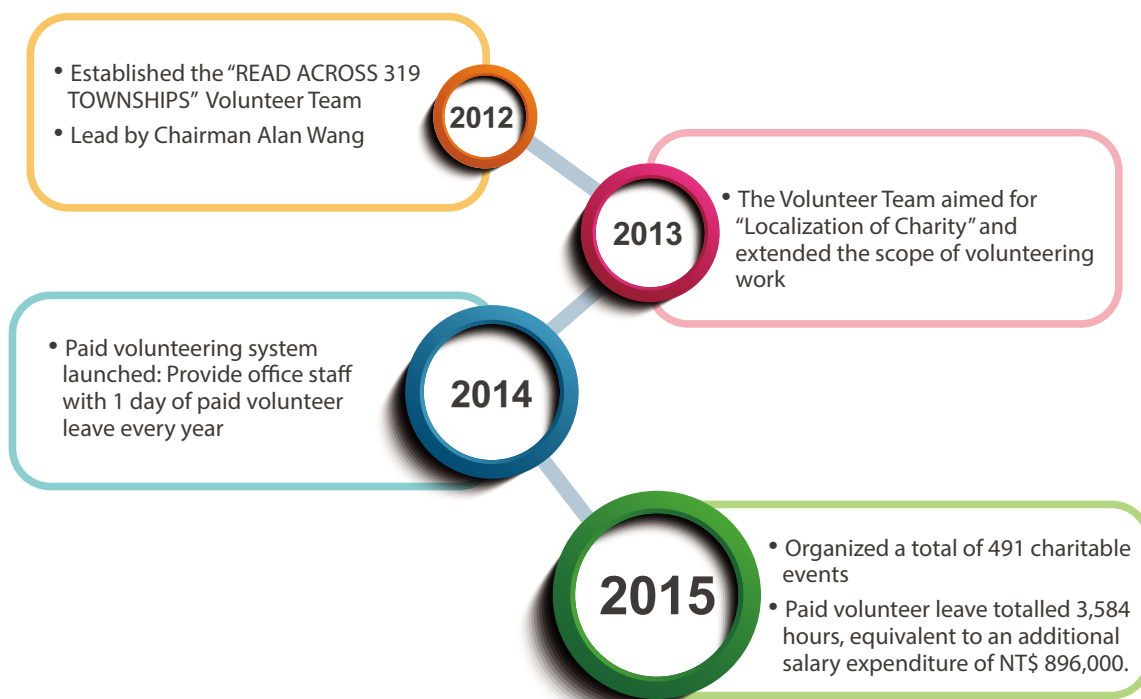 • Established the “READ ACROSS 319
TOWNSHIPS” Volunteer Team
• Lead by Chairman Alan Wang
2012
2013
• The Volunteer Team aimed for
“Localization of Charity” and
extended the scope of volunteering
work
• Paid volunteering system
launched: Provide office staff
with 1 day of paid volunteer
leave every year
2014
2015
• Organized a total of 491 charitable
events
• Paid volunteer leave totalled 3,584
hours, equivalent to an additional
salary expenditure of NT$ 896,000.